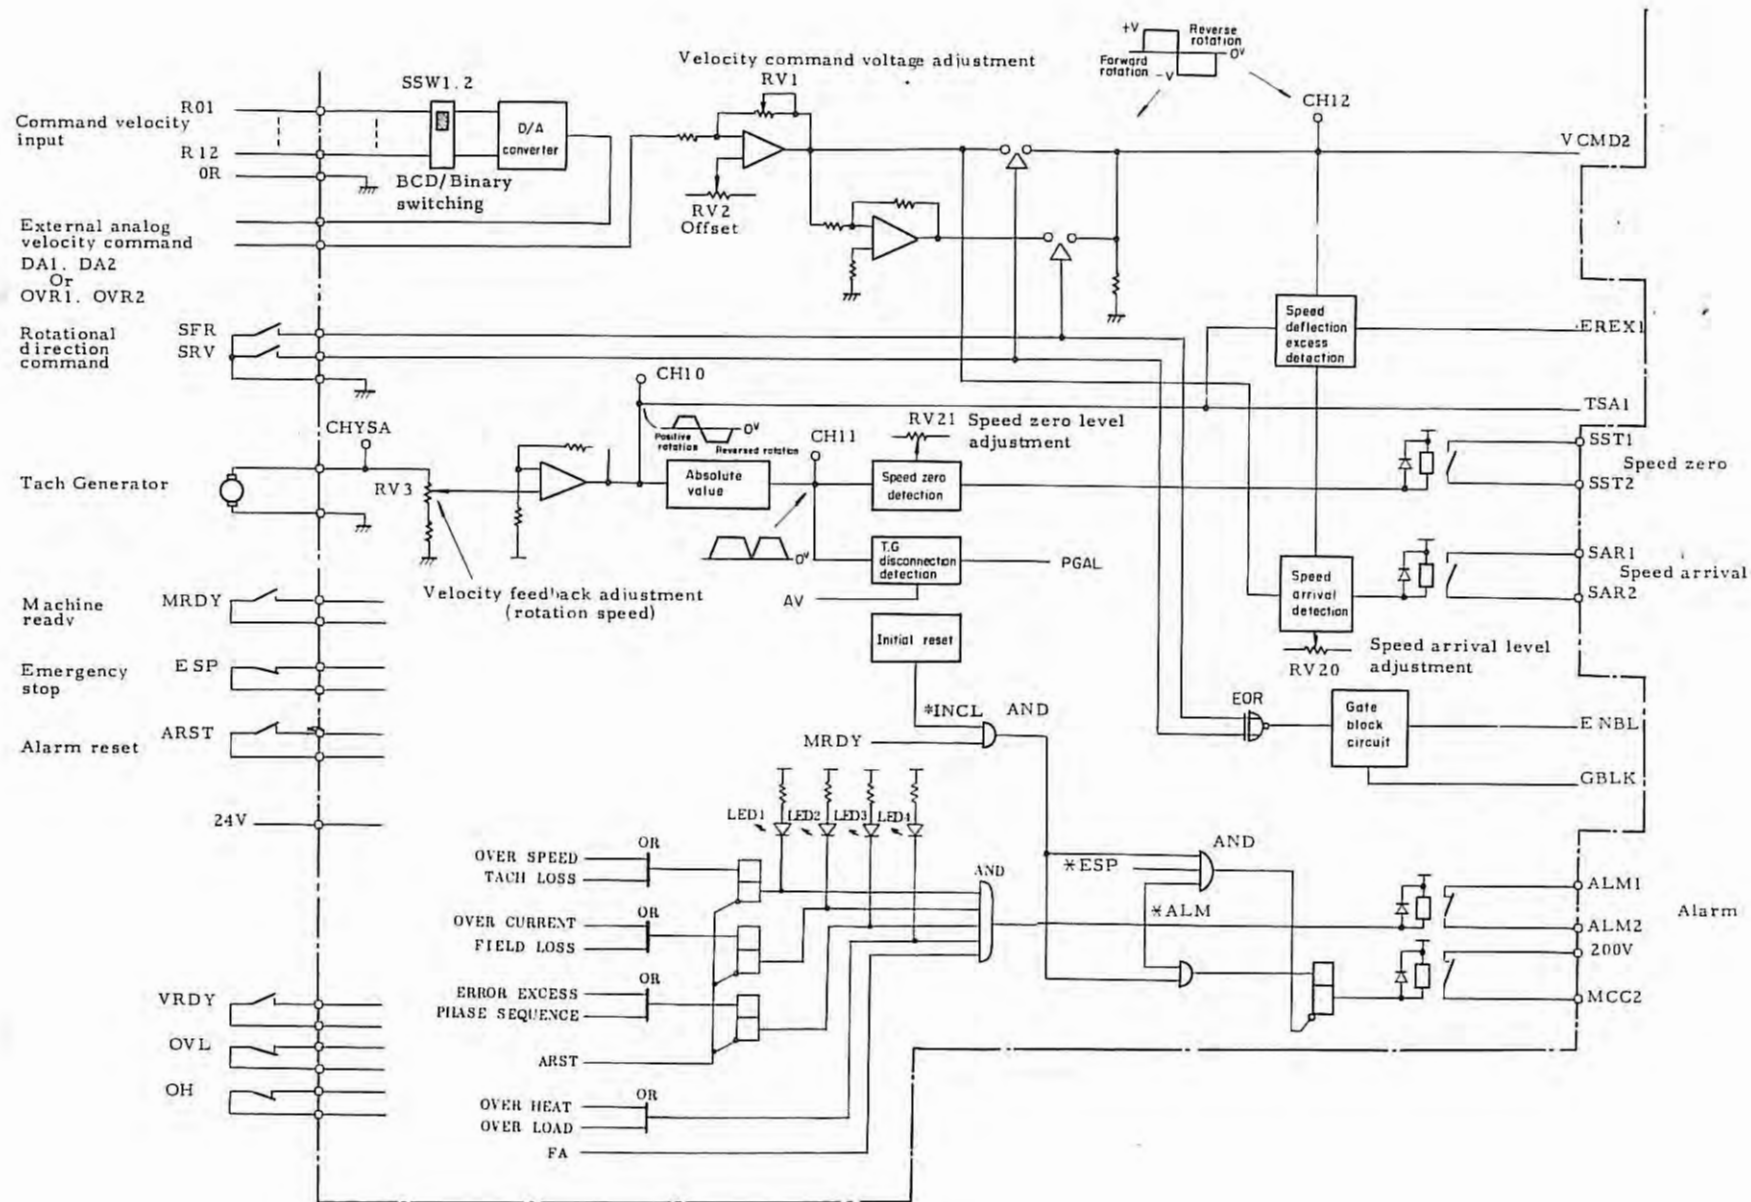 +V
Reverse
rotation
0V
Forward
rotation
-V
Velocity command voltage adjustment
RV1
SSW1.2
CH12
R01
Command velocity
input
D/A
converter
VCMD2
R12
0R
BCD/Binary
switching
RV2
Offset
External analog
velocity command
DA1. DA2
Or
OVR1. OVR2
Speed
deflection
excess
detection
EREX1
Rotational
direction
command
SFR
SRV
CH10
TSA1
CHYSA
0V
Positive
rotation
Reversed rotation
CH11
RV21
Speed zero level
adjustment
SST1
Speed zero
SST2
Tach Generator
RV3
Absolute
value
Speed zero
detection
0V
T.G
disconnection
detection
PGAL
AV
Speed
arrival
detection
SAR1
Speed arrival
SAR2
Velocity feedback adjustment
(rotation speed)
Machine
ready
MRDY
Initial reset
RV20
Speed arrival level
adjustment
Emergency
stop
ESP
*INCL
AND
EOR
Gate
block
circuit
ENBL
Alarm reset
ARST
MRDY
GBLK
24V
LED1
LED2
LED3
LED4
OVER SPEED
TACH LOSS
OR
AND
*ESP
AND
ALM1
OVER CURRENT
FIELD LOSS
OR
*ALM
Alarm
ALM2
200V
ERROR EXCESS
PHASE SEQUENCE
OR
MCC2
VRDY
OVL
ARST
OH
OVER HEAT
OVER LOAD
OR
FA